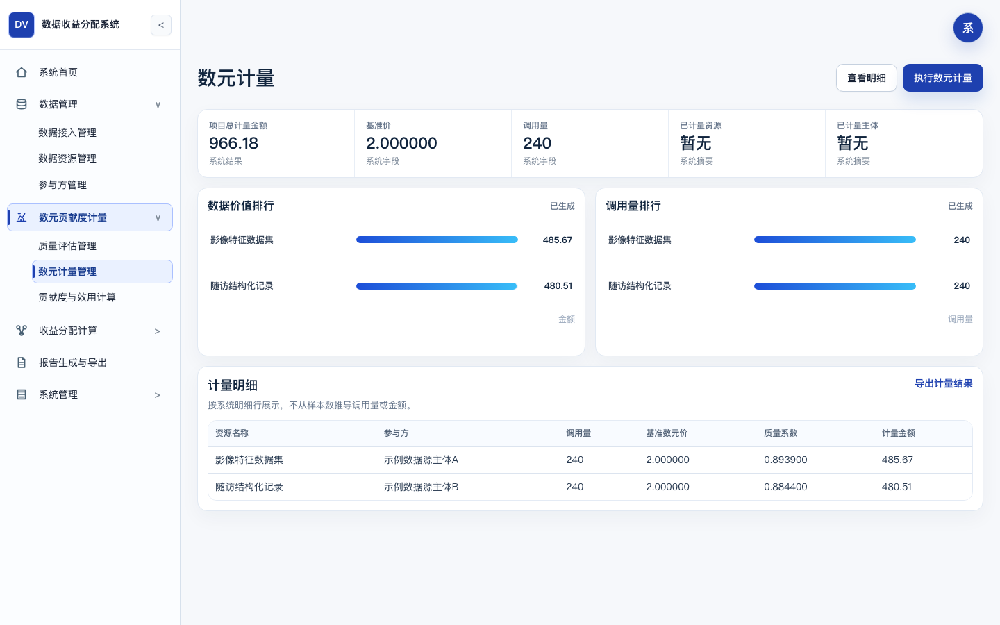 DV 数据收益分配系统 <
系统首页
数据管理 ∨
数据接入管理
数据资源管理
参与方管理
数元贡献度计量 ∨
质量评估管理
数元计量管理
贡献度与效用计算
收益分配计算 >
报告生成与导出
系统管理 >
系
数元计量
查看明细 执行数元计量
项目总计量金额 基准价 调用量 已计量资源 已计量主体
966.18 2.000000 240 暂无 暂无
系统结果 系统字段 系统字段 系统摘要 系统摘要
数据价值排行 已生成
影像特征数据集 485.67
随访结构化记录 480.51
金额
调用量排行 已生成
影像特征数据集 240
随访结构化记录 240
调用量
计量明细 导出计量结果
按系统明细行展示，不从样本数推导调用量或金额。
资源名称 参与方 调用量 基准数元价 质量系数 计量金额
影像特征数据集 示例数据源主体A 240 2.000000 0.893900 485.67
随访结构化记录 示例数据源主体B 240 2.000000 0.884400 480.51